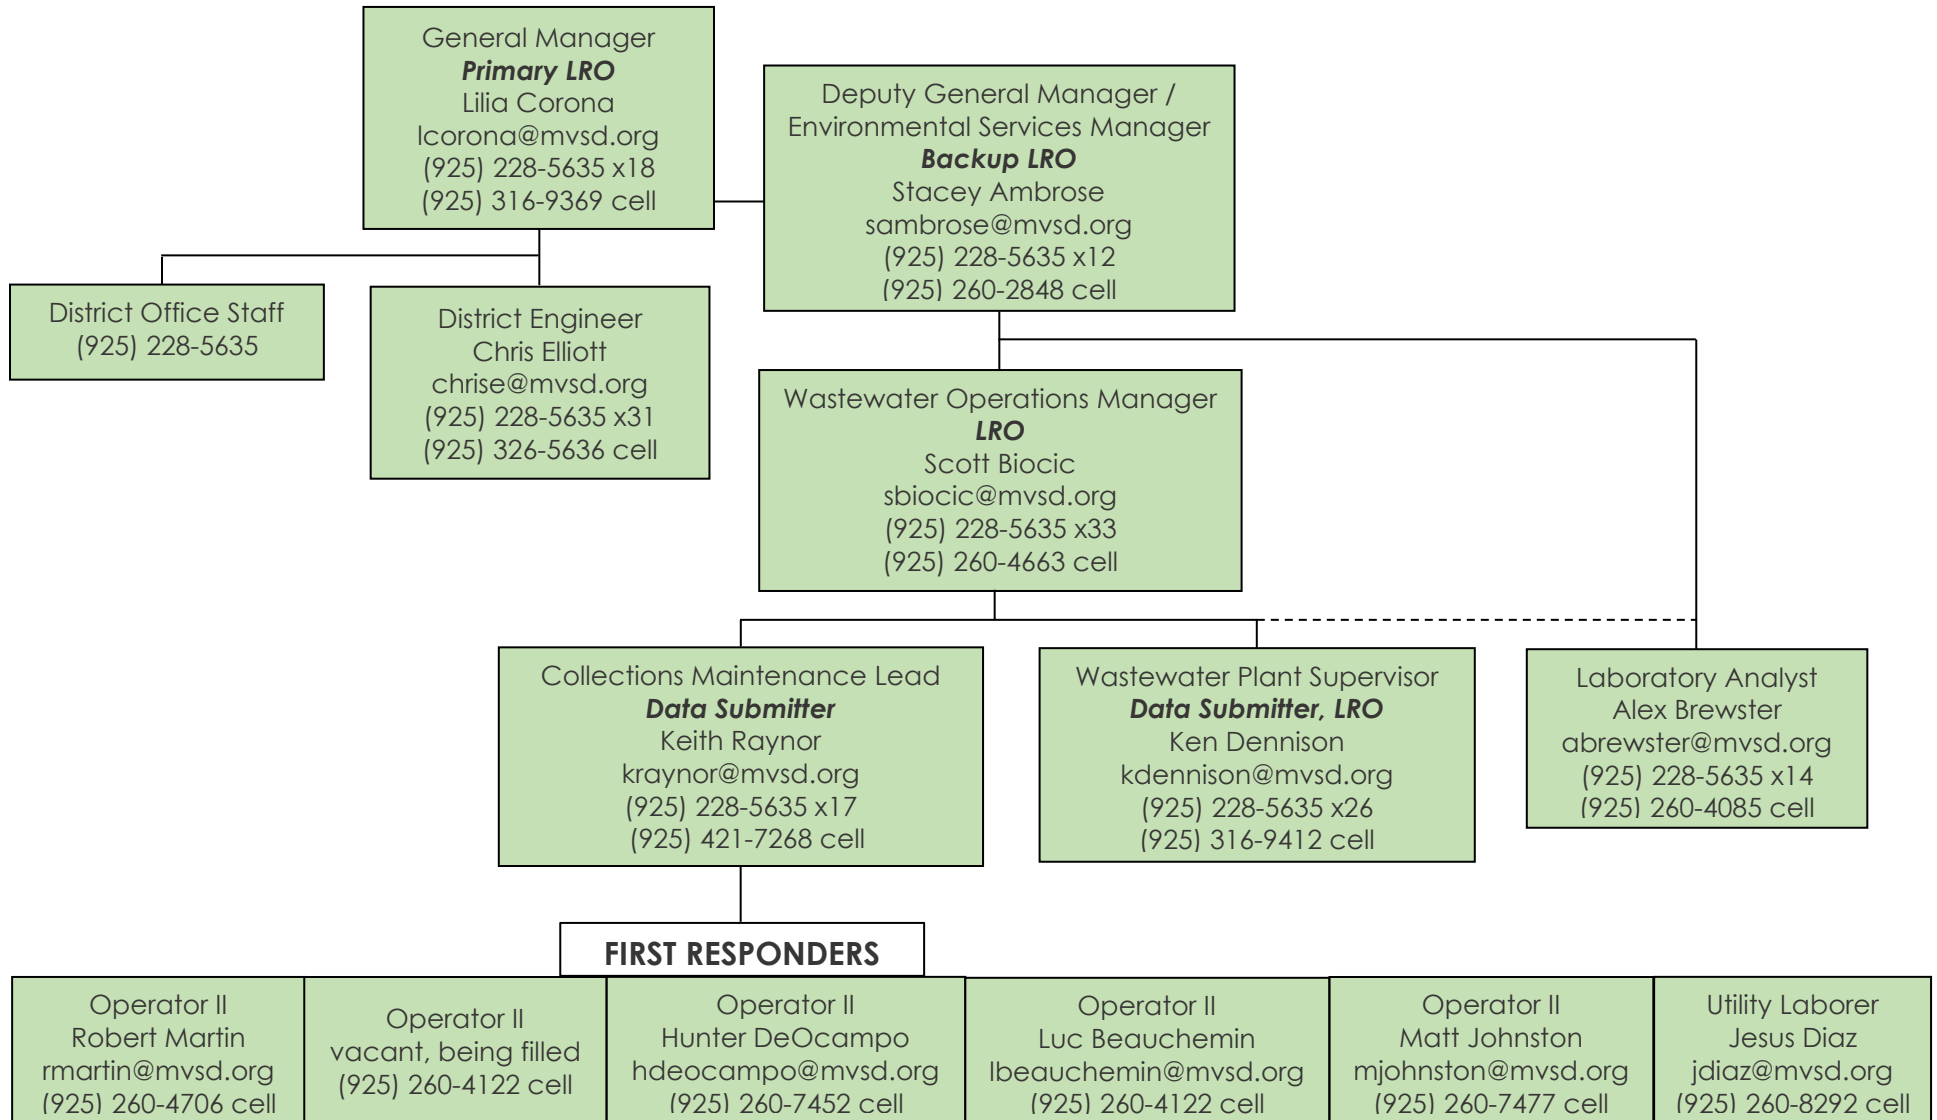 General Manager
Primary LRO
Lilia Corona
lcorona@mvsd.org
(925) 228-5635 x18
(925) 316-9369 cell
Deputy General Manager /
Environmental Services Manager
Backup LRO
Stacey Ambrose
sambrose@mvsd.org
(925) 228-5635 x12
(925) 260-2848 cell
District Office Staff
(925) 228-5635
District Engineer
Chris Elliott
chrise@mvsd.org
(925) 228-5635 x31
(925) 326-5636 cell
Wastewater Operations Manager
LRO
Scott Biocic
sbiocic@mvsd.org
(925) 228-5635 x33
(925) 260-4663 cell
Collections Maintenance Lead
Data Submitter
Keith Raynor
kraynor@mvsd.org
(925) 228-5635 x17
(925) 421-7268 cell
Wastewater Plant Supervisor
Data Submitter, LRO
Ken Dennison
kdennison@mvsd.org
(925) 228-5635 x26
(925) 316-9412 cell
Laboratory Analyst
Alex Brewster
abrewster@mvsd.org
(925) 228-5635 x14
(925) 260-4085 cell
FIRST RESPONDERS
Operator II
Robert Martin
rmartin@mvsd.org
(925) 260-4706 cell
Operator II
vacant, being filled
(925) 260-4122 cell
Operator II
Hunter DeOcampo
hdeocampo@mvsd.org
(925) 260-7452 cell
Operator II
Luc Beauchemin
lbeauchemin@mvsd.org
(925) 260-4122 cell
Operator II
Matt Johnston
mjohnston@mvsd.org
(925) 260-7477 cell
Utility Laborer
Jesus Diaz
jdiaz@mvsd.org
(925) 260-8292 cell